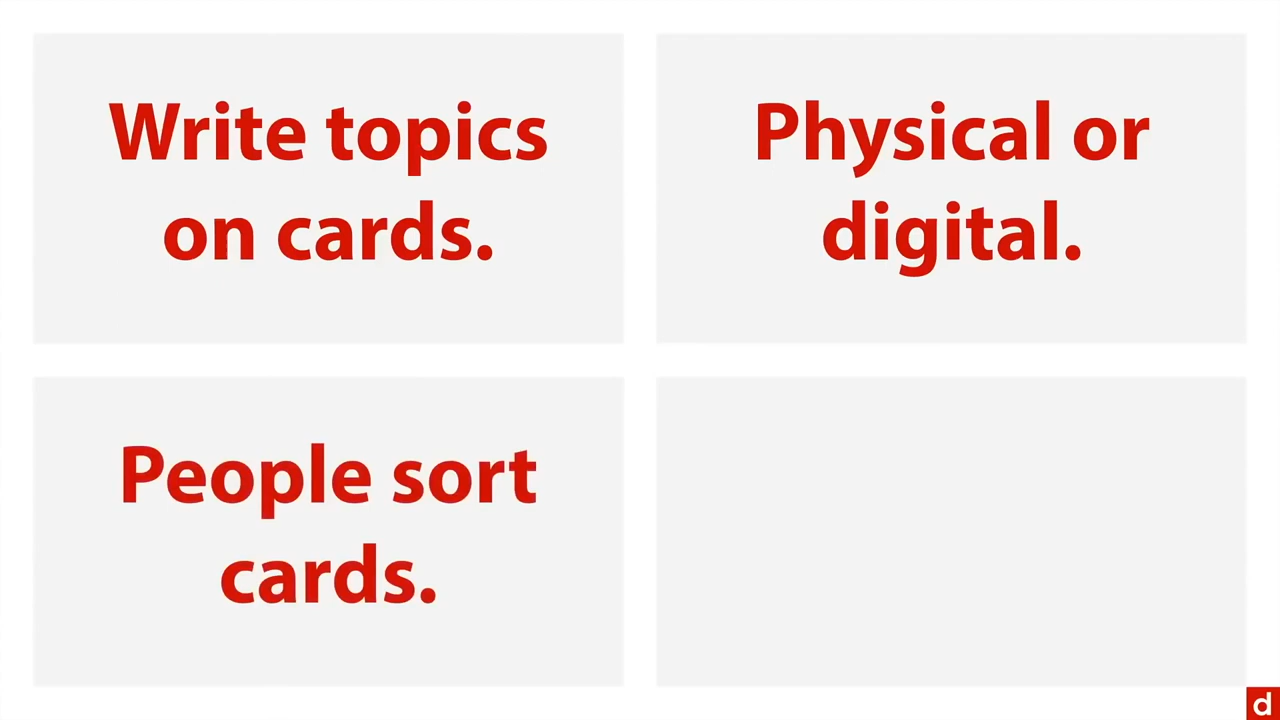 Write topics
on cards.
Physical or
digital.
People sort
cards.
d